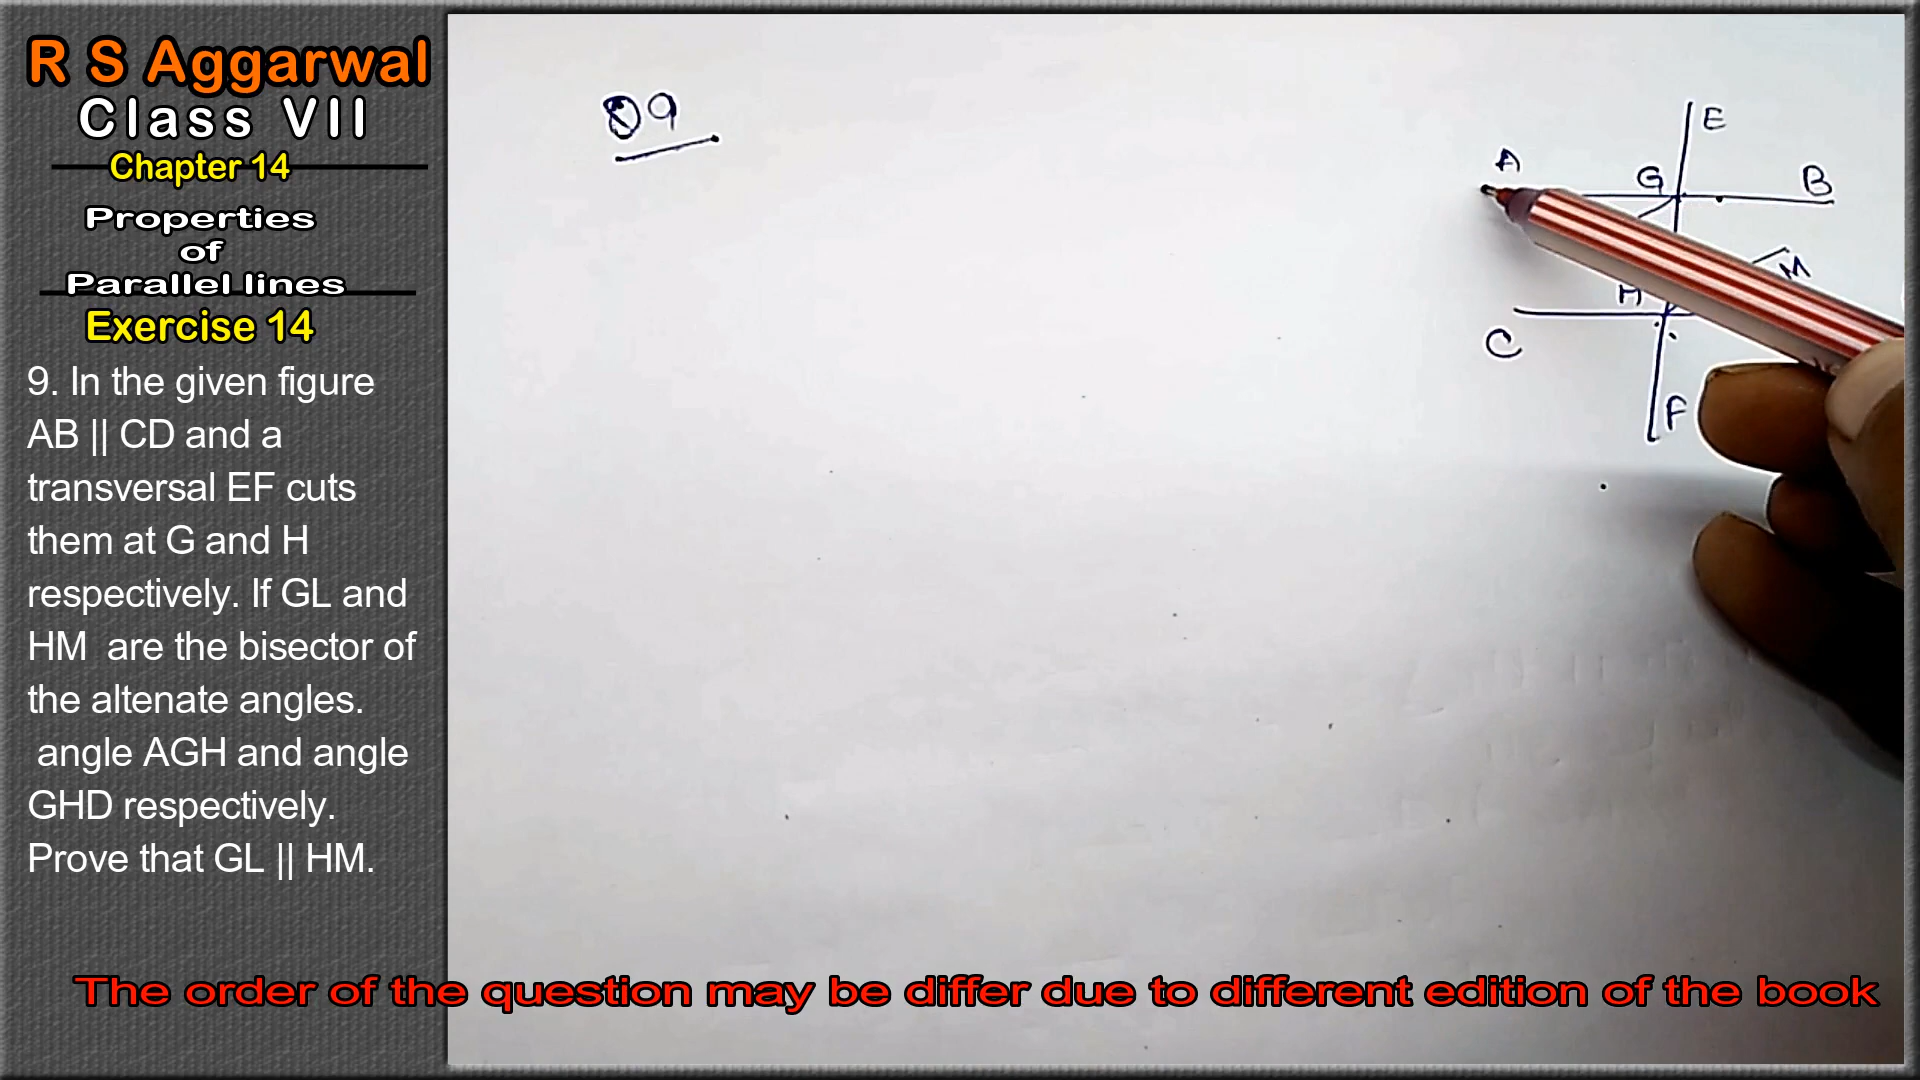 R S Aggarwal
Class VII
Chapter 14
Properties
of
Parallel lines
Exercise 14
9. In the given figure
AB || CD and a
transversal EF cuts
them at G and H
respectively. If GL and
HM are the bisector of
the altenate angles.
angle AGH and angle
GHD respectively.
Prove that GL || HM.
Q9
E
A
G
B
M
H
C
F
The order of the question may be differ due to different edition of the book